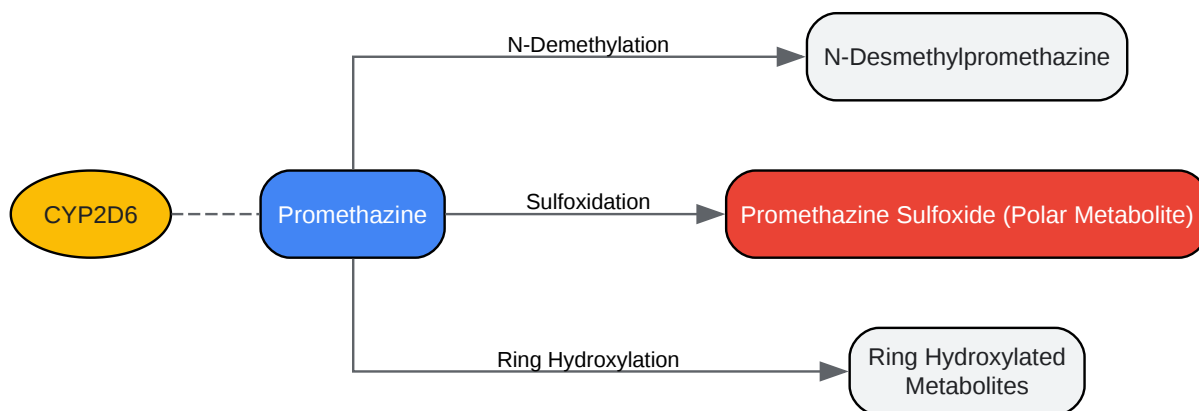 N-Demethylation
N-Desmethylpromethazine
CYP2D6
Promethazine
Sulfoxidation
Promethazine Sulfoxide (Polar Metabolite)
Ring Hydroxylation
Ring Hydroxylated
Metabolites